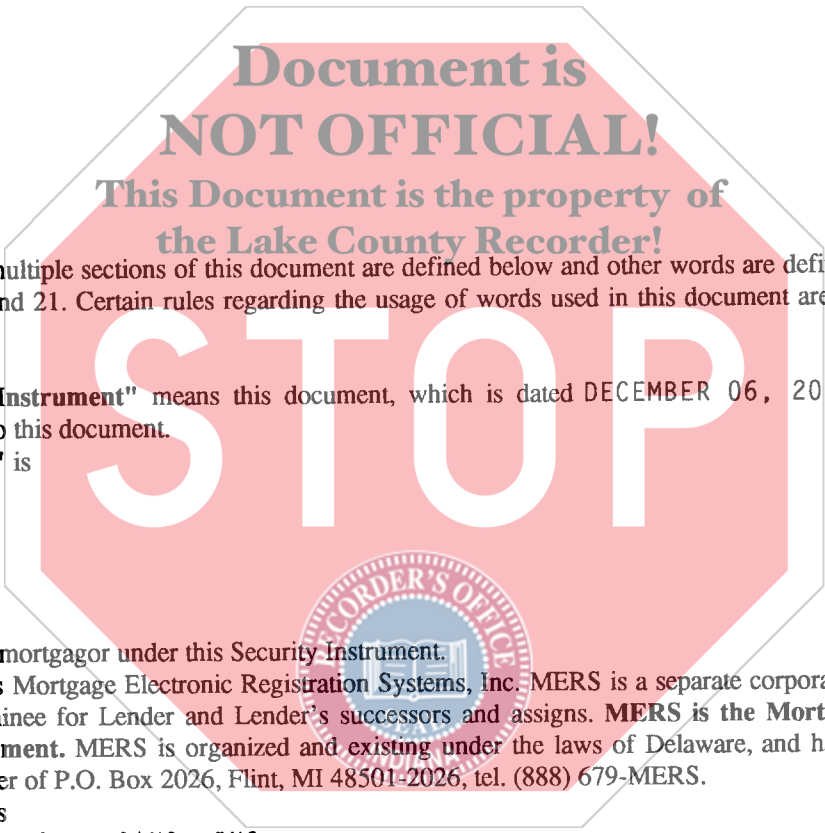 Document is
NOT OFFICIAL!
This Document is the property of
the Lake County Recorder!
multiple sections of this document are defined below and other words are defi
nd 21. Certain rules regarding the usage of words used in this document are
STOP
Instrument" means this document, which is dated DECEMBER 06, 20
this document.
" is
RECORDER'S OFFICE
SEAL
INDIANA
mortgagor under this Security Instrument.
s Mortgage Electronic Registration Systems, Inc. MERS is a separate corpora
inee for Lender and Lender's successors and assigns. MERS is the Mort
ment. MERS is organized and existing under the laws of Delaware, and h
er of P.O. Box 2026, Flint, MI 48501-2026, tel. (888) 679-MERS.
s